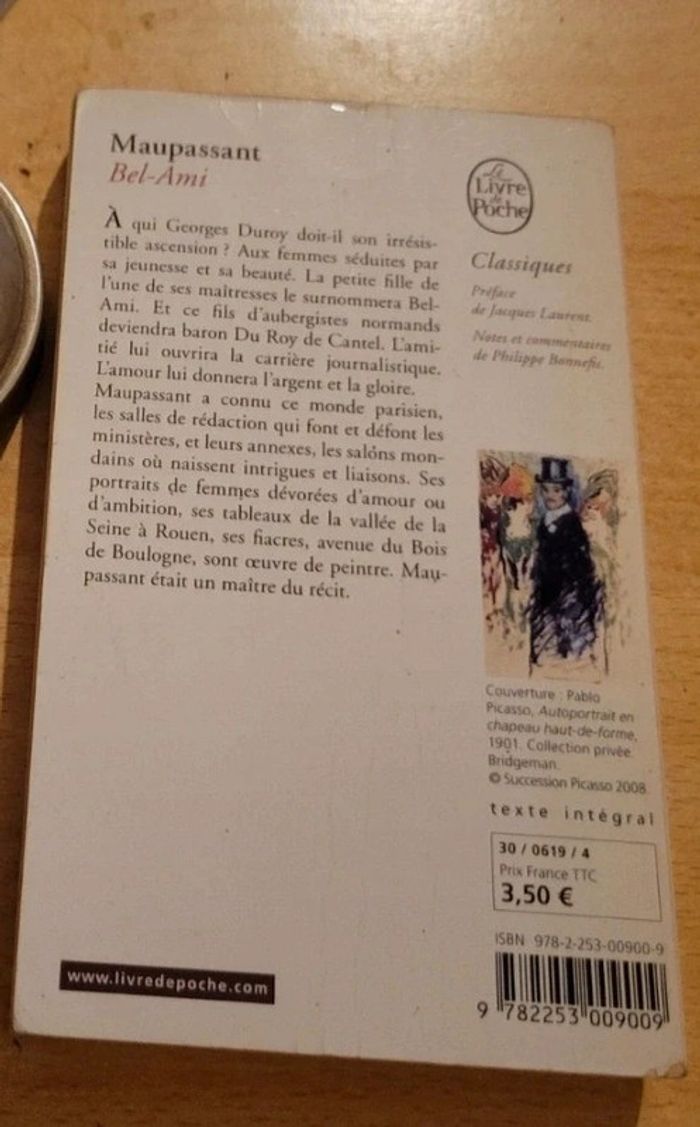 Maupassant
Bel-Ami
À qui Georges Duroy doit-il son irrésis-
tible ascension ? Aux femmes séduites par
sa jeunesse et sa beauté. La petite fille de
l'une de ses maîtresses le surnommera Bel-
Ami. Et ce fils d'aubergistes normands
deviendra baron Du Roy de Cantel. L'ami-
tié lui ouvrira la carrière journalistique.
L'amour lui donnera l'argent et la gloire.
Maupassant a connu ce monde parisien,
les salles de rédaction qui font et défont les
ministères, et leurs annexes, les salons mon-
dains où naissent intrigues et liaisons. Ses
portraits de femmes dévorées d'amour ou
d'ambition, ses tableaux de la vallée de la
Seine à Rouen, ses fiacres, avenue du Bois
de Boulogne, sont œuvre de peintre. Mau-
passant était un maître du récit.
www.livredepoche.com
Le
Livre
de
Poche
Classiques
Préface
de Jacques Laurent.
Notes et commentaires
de Philippe Bonnefis.
Couverture : Pablo
Picasso, Autoportrait en
chapeau haut-de-forme,
1901. Collection privée.
Bridgeman.
© Succession Picasso 2008.
texte intégral
30 / 0619 / 4
Prix France TTC
3,50 €
ISBN 978-2-253-00900-9
9 782253 009009